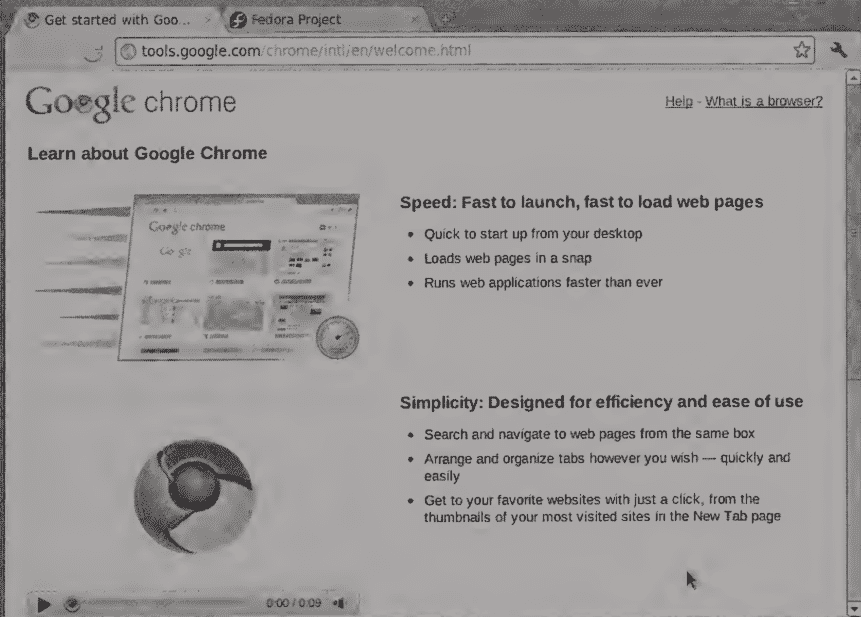 Get started with Goo...
Fedora Project
tools.google.com/chrome/intl/en/welcome.html
Google chrome
Help - What is a browser?
Learn about Google Chrome
Google chrome
Google
Speed: Fast to launch, fast to load web pages
• Quick to start up from your desktop
• Loads web pages in a snap
• Runs web applications faster than ever
Simplicity: Designed for efficiency and ease of use
• Search and navigate to web pages from the same box
• Arrange and organize tabs however you wish — quickly and
easily
• Get to your favorite websites with just a click, from the
thumbnails of your most visited sites in the New Tab page
0:00 / 0:09